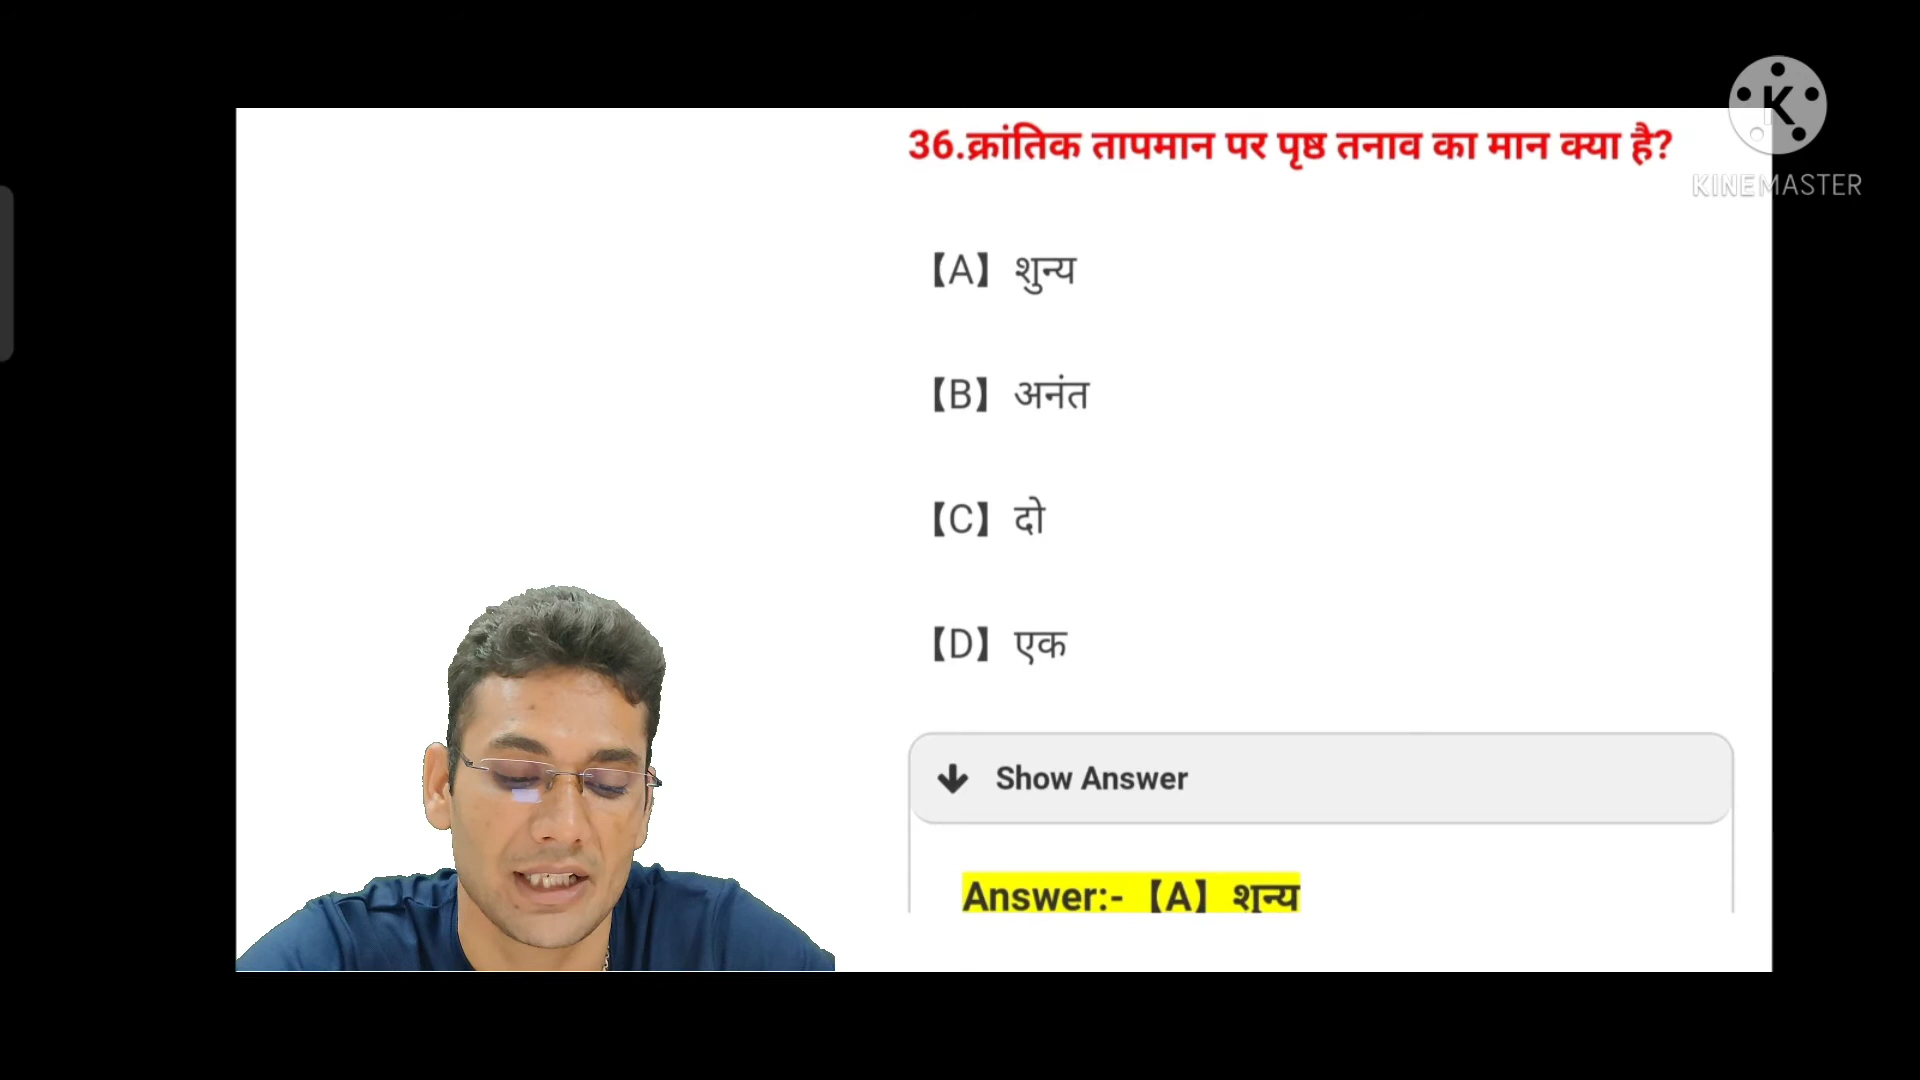 36.क्रांतिक तापमान पर पृष्ठ तनाव का मान क्या है?
K
KINEMASTER
【A】 शुन्य
【B】 अनंत
【C】 दो
【D】 एक
Show Answer
Answer:- 【A】 शुन्य